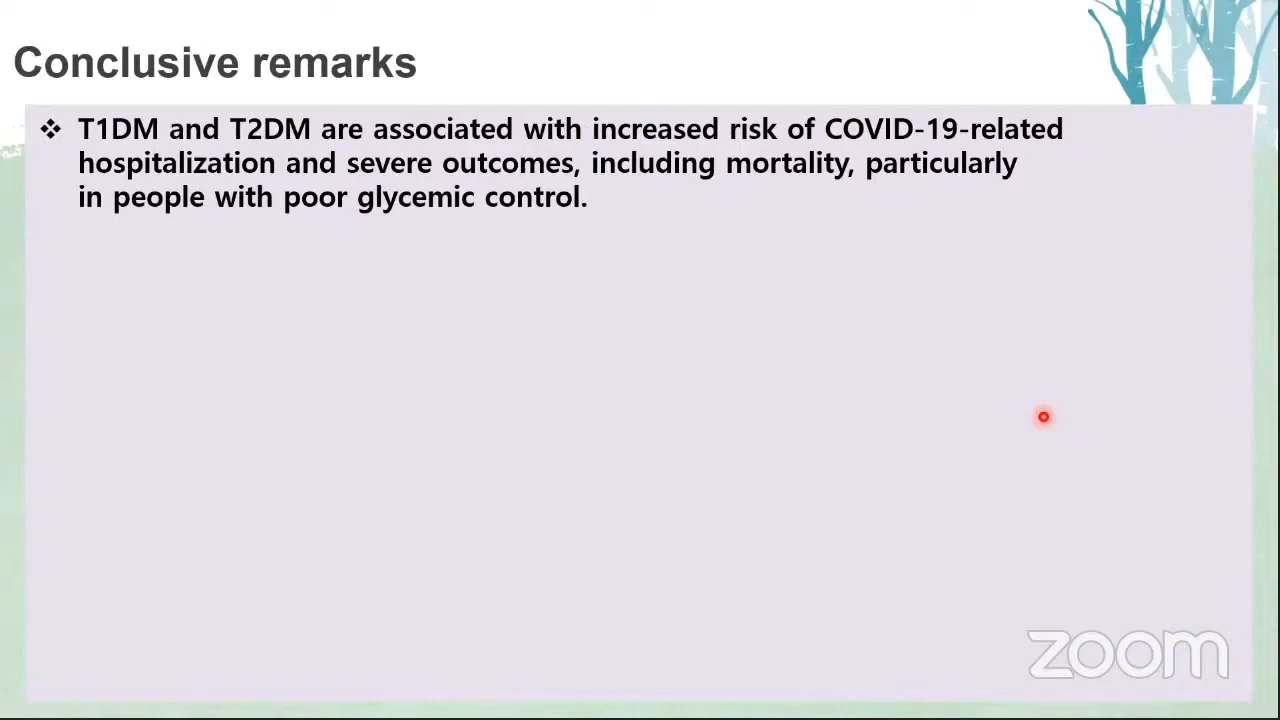 Conclusive remarks
❖ T1DM and T2DM are associated with increased risk of COVID-19-related
hospitalization and severe outcomes, including mortality, particularly
in people with poor glycemic control.
zoom